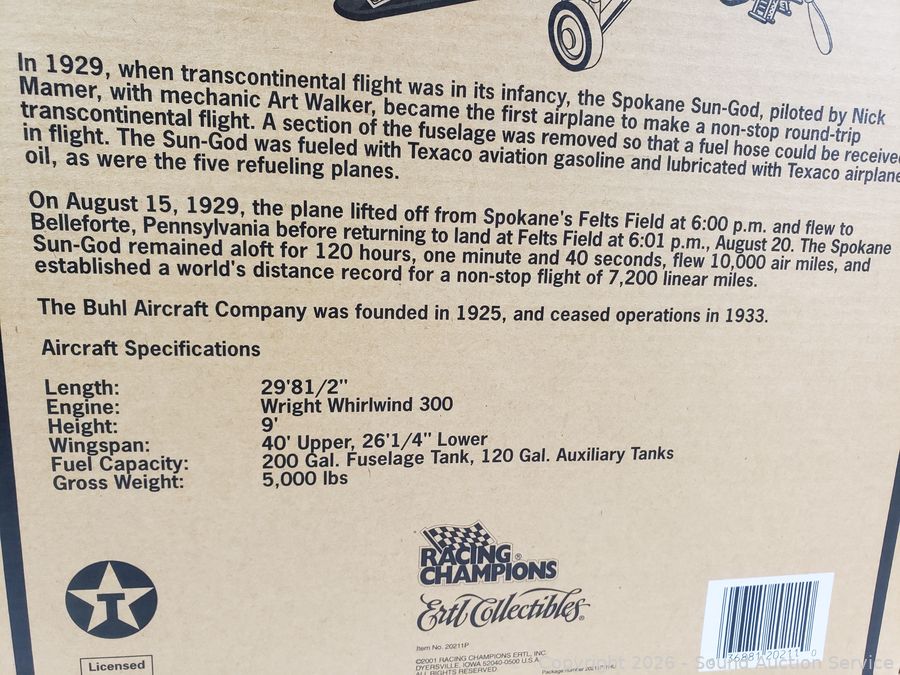 In 1929, when transcontinental flight was in its infancy, the Spokane Sun-God, piloted by Nick
Mamer, with mechanic Art Walker, became the first airplane to make a non-stop round-trip
transcontinental flight. A section of the fuselage was removed so that a fuel hose could be receive
in flight. The Sun-God was fueled with Texaco aviation gasoline and lubricated with Texaco airplane
oil, as were the five refueling planes.
On August 15, 1929, the plane lifted off from Spokane's Felts Field at 6:00 p.m. and flew to
Belleforte, Pennsylvania before returning to land at Felts Field at 6:01 p.m., August 20. The Spokane
Sun-God remained aloft for 120 hours, one minute and 40 seconds, flew 10,000 air miles, and
established a world's distance record for a non-stop flight of 7,200 linear miles.
The Buhl Aircraft Company was founded in 1925, and ceased operations in 1933.
Aircraft Specifications
Length: 29'81/2"
Engine: Wright Whirlwind 300
Height: 9'
Wingspan: 40' Upper, 26'1/4" Lower
Fuel Capacity: 200 Gal. Fuselage Tank, 120 Gal. Auxiliary Tanks
Gross Weight: 5,000 lbs
T
Licensed
RACING®
CHAMPIONS
Ertl Collectibles®
Item No. 20211P
©2001 RACING CHAMPIONS ERTL, INC.
DYERSVILLE, IOWA 52040-0500 U.S.A.
ALL RIGHTS RESERVED.
Package number
36881 20211 0
Copyright 2026 - Sound Auction Service